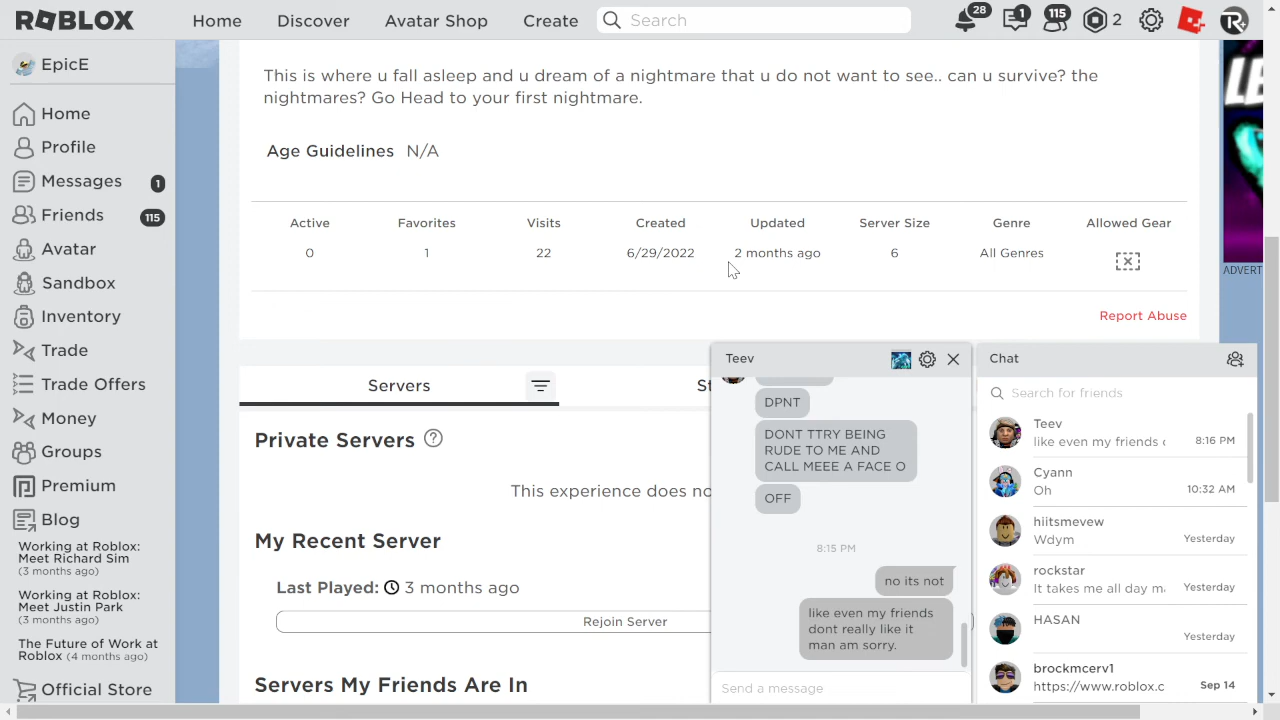 ROBLOX Home Discover Avatar Shop Create Search 28 1 115 2
EpicE
Home
Profile
Messages 1
Friends 115
Avatar
Sandbox
Inventory
Trade
Trade Offers
Money
Groups
Premium
Blog
Working at Roblox:
Meet Richard Sim
(3 months ago)
Working at Roblox:
Meet Justin Park
(3 months ago)
The Future of Work at
Roblox (4 months ago)
Official Store
This is where u fall asleep and u dream of a nightmare that u do not want to see.. can u survive? the
nightmares? Go Head to your first nightmare.
Age Guidelines N/A
Active Favorites Visits Created Updated Server Size Genre Allowed Gear
0 1 22 6/29/2022 2 months ago 6 All Genres
Report Abuse
Servers St
Private Servers ?
This experience does no
My Recent Server
Last Played: 3 months ago
Rejoin Server
Servers My Friends Are In
Teev
DPNT
DONT TTRY BEING
RUDE TO ME AND
CALL MEEE A FACE O
OFF
8:15 PM
no its not
like even my friends
dont really like it
man am sorry.
Send a message
Chat
Search for friends
Teev
like even my friends c 8:16 PM
Cyann
Oh 10:32 AM
hiitsmevew
Wdym Yesterday
rockstar
It takes me all day m. Yesterday
HASAN
Yesterday
brockmcerv1
https://www.roblox.c Sep 14
LE
ADVERT